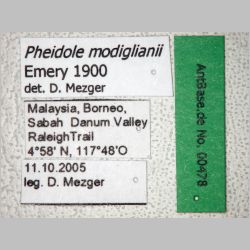 Pheidole modiglianii
Emery 1900
det. D. Mezger
Malaysia, Borneo,
Sabah Danum Valley
RaleighTrail
4°58' N, 117°48'O
11.10.2005
leg. D. Mezger
AntBase.de No. 00478